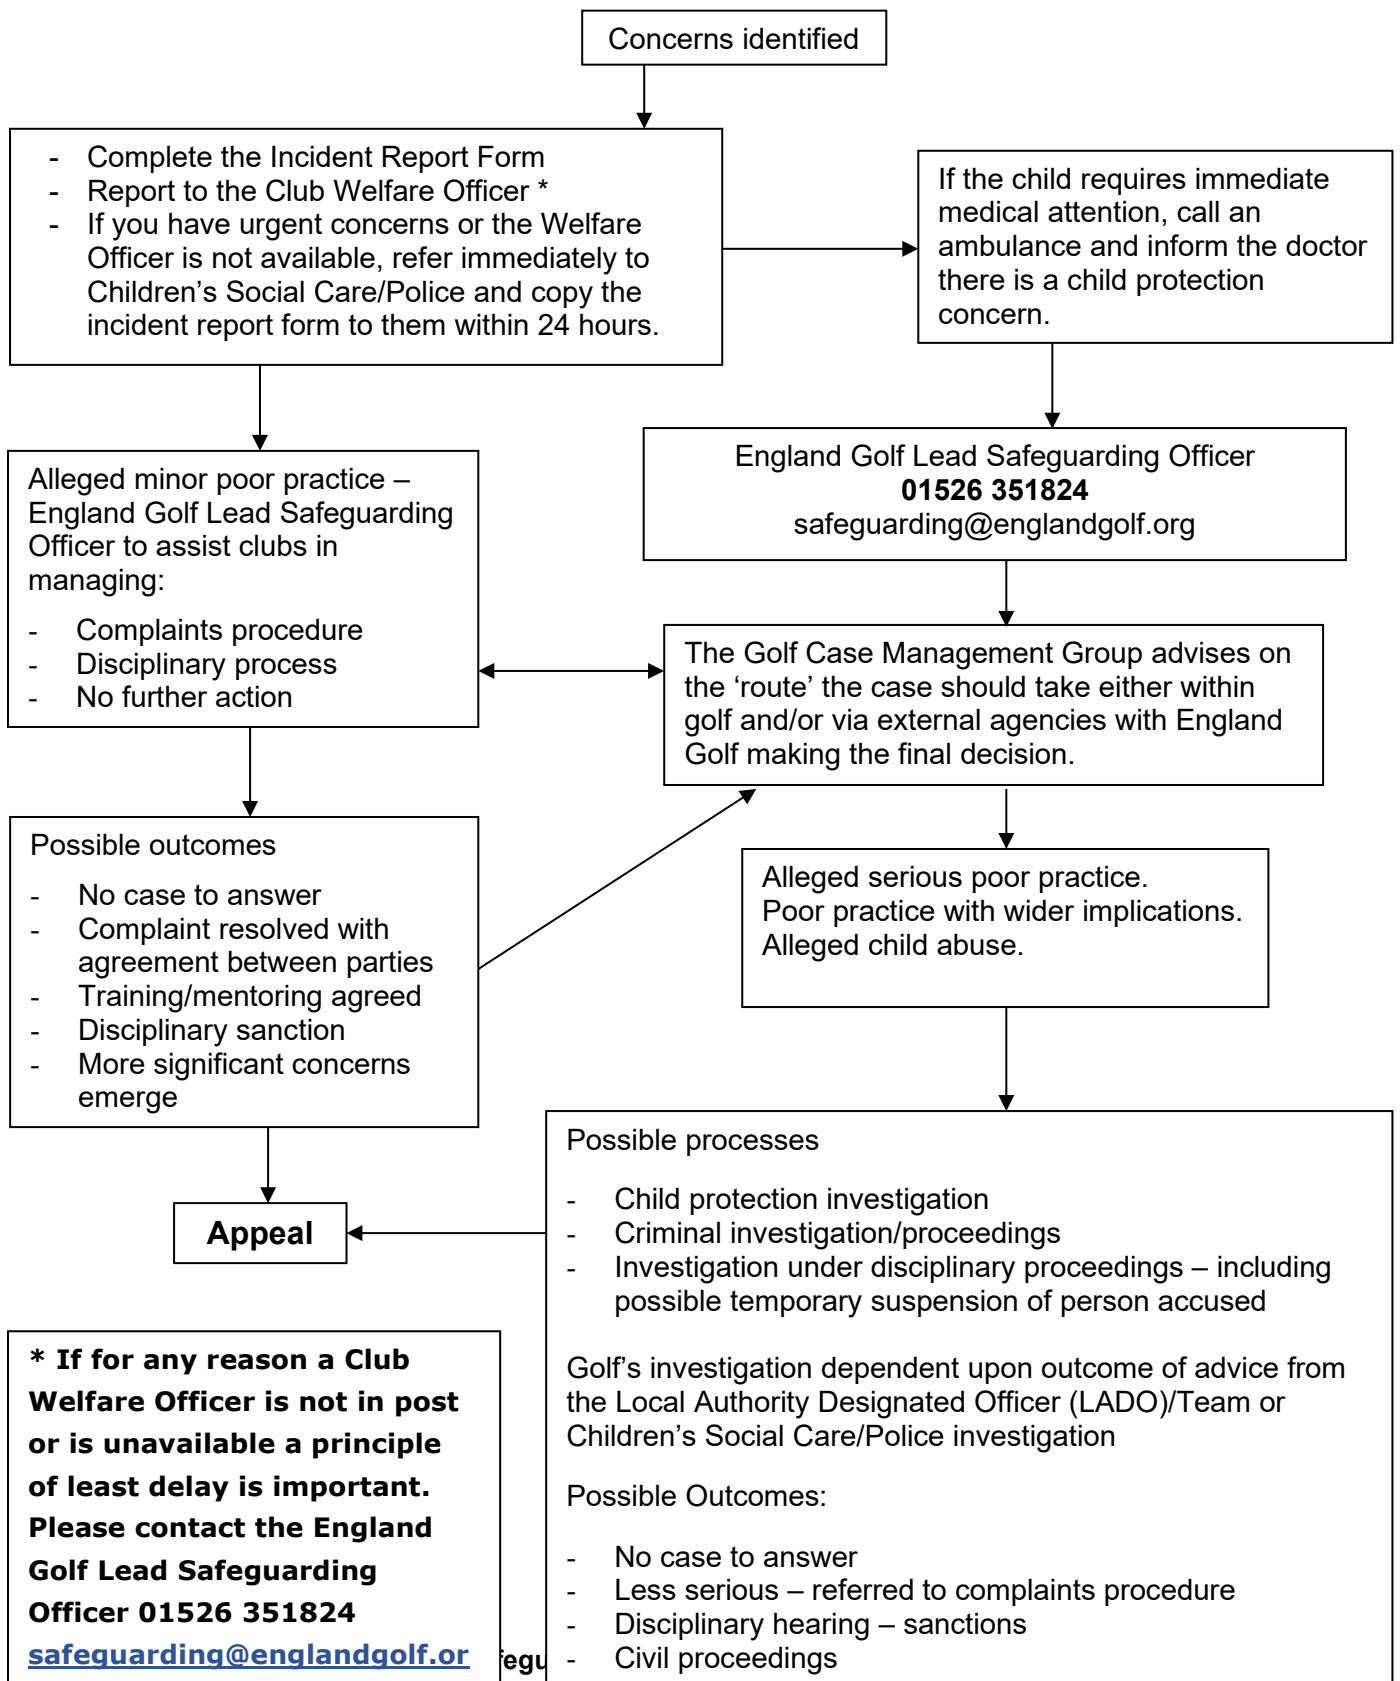 Concerns identified
- Complete the Incident Report Form
- Report to the Club Welfare Officer *
- If you have urgent concerns or the Welfare
Officer is not available, refer immediately to
Children’s Social Care/Police and copy the
incident report form to them within 24 hours.
If the child requires immediate
medical attention, call an
ambulance and inform the doctor
there is a child protection
concern.
England Golf Lead Safeguarding Officer
01526 351824
safeguarding@englandgolf.org
Alleged minor poor practice –
England Golf Lead Safeguarding
Officer to assist clubs in
managing:
- Complaints procedure
- Disciplinary process
- No further action
The Golf Case Management Group advises on
the ‘route’ the case should take either within
golf and/or via external agencies with England
Golf making the final decision.
Possible outcomes
- No case to answer
- Complaint resolved with
agreement between parties
- Training/mentoring agreed
- Disciplinary sanction
- More significant concerns
emerge
Alleged serious poor practice.
Poor practice with wider implications.
Alleged child abuse.
Appeal
Possible processes
- Child protection investigation
- Criminal investigation/proceedings
- Investigation under disciplinary proceedings – including
possible temporary suspension of person accused
Golf’s investigation dependent upon outcome of advice from
the Local Authority Designated Officer (LADO)/Team or
Children’s Social Care/Police investigation
Possible Outcomes:
- No case to answer
- Less serious – referred to complaints procedure
- Disciplinary hearing – sanctions
- Civil proceedings
* If for any reason a Club
Welfare Officer is not in post
or is unavailable a principle
of least delay is important.
Please contact the England
Golf Lead Safeguarding
Officer 01526 351824
safeguarding@englandgolf.or